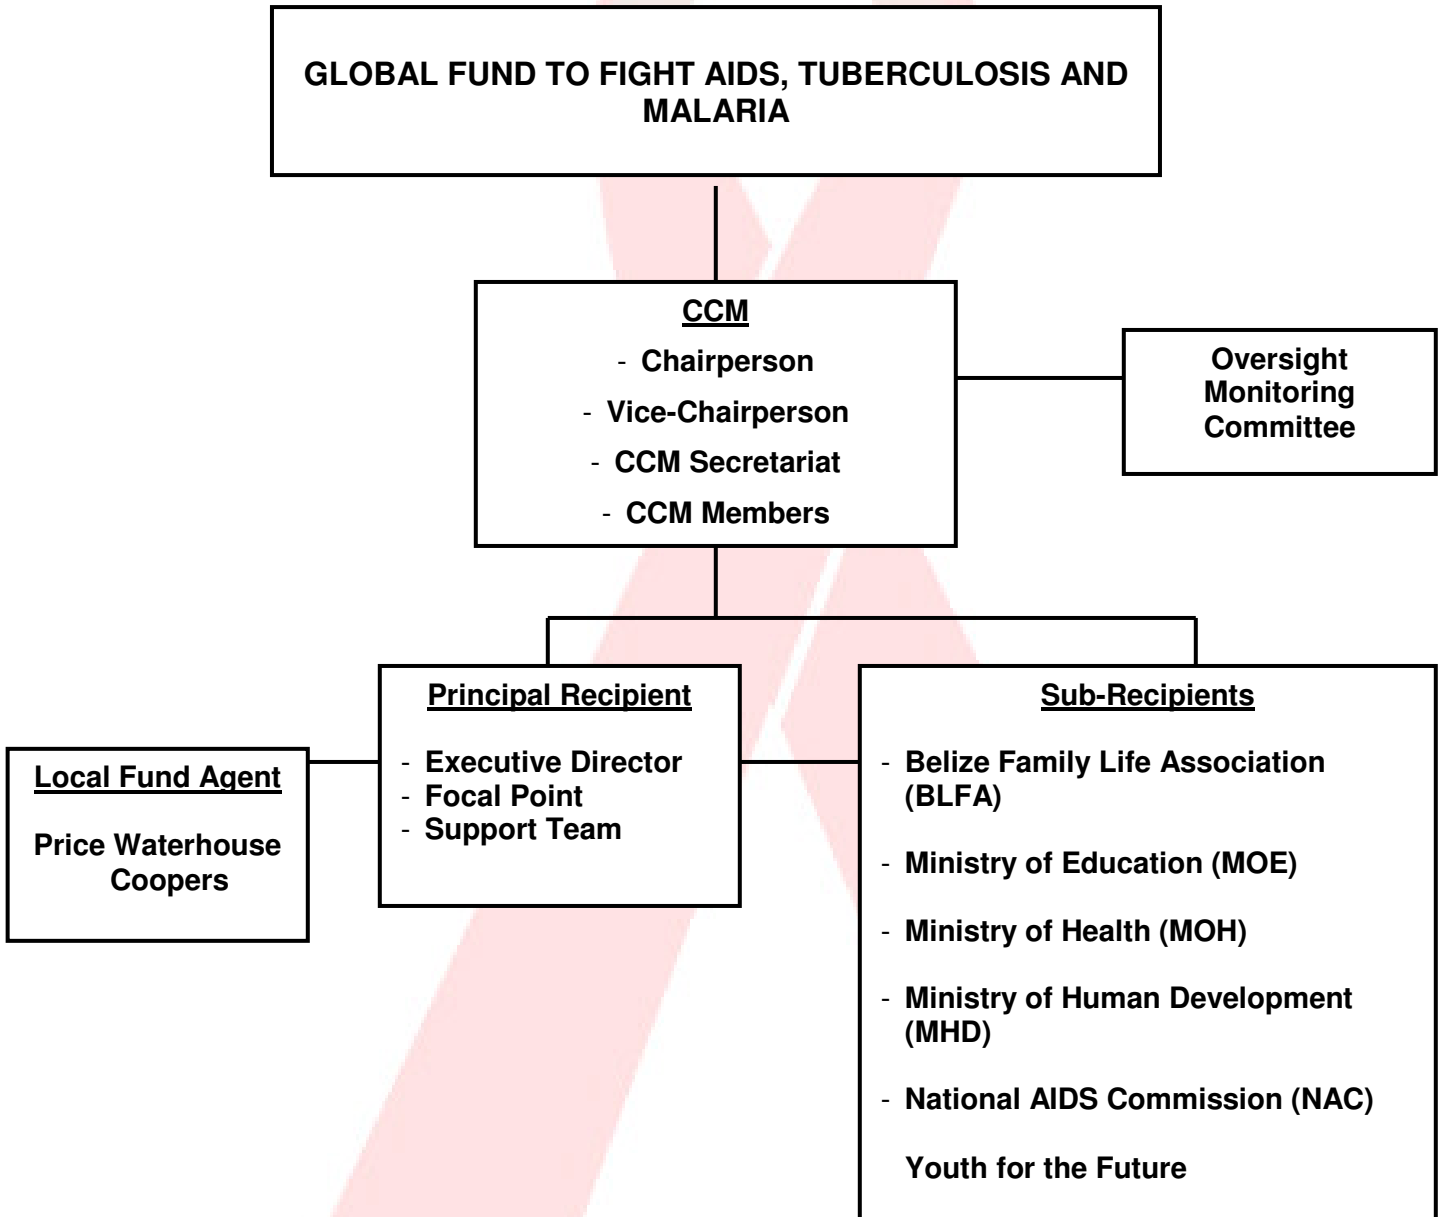 GLOBAL FUND TO FIGHT AIDS, TUBERCULOSIS AND
MALARIA
CCM
- Chairperson
- Vice-Chairperson
- CCM Secretariat
- CCM Members
Oversight
Monitoring
Committee
Local Fund Agent
Price Waterhouse
Coopers
Principal Recipient
- Executive Director
- Focal Point
- Support Team
Sub-Recipients
- Belize Family Life Association
(BLFA)
- Ministry of Education (MOE)
- Ministry of Health (MOH)
- Ministry of Human Development
(MHD)
- National AIDS Commission (NAC)
Youth for the Future